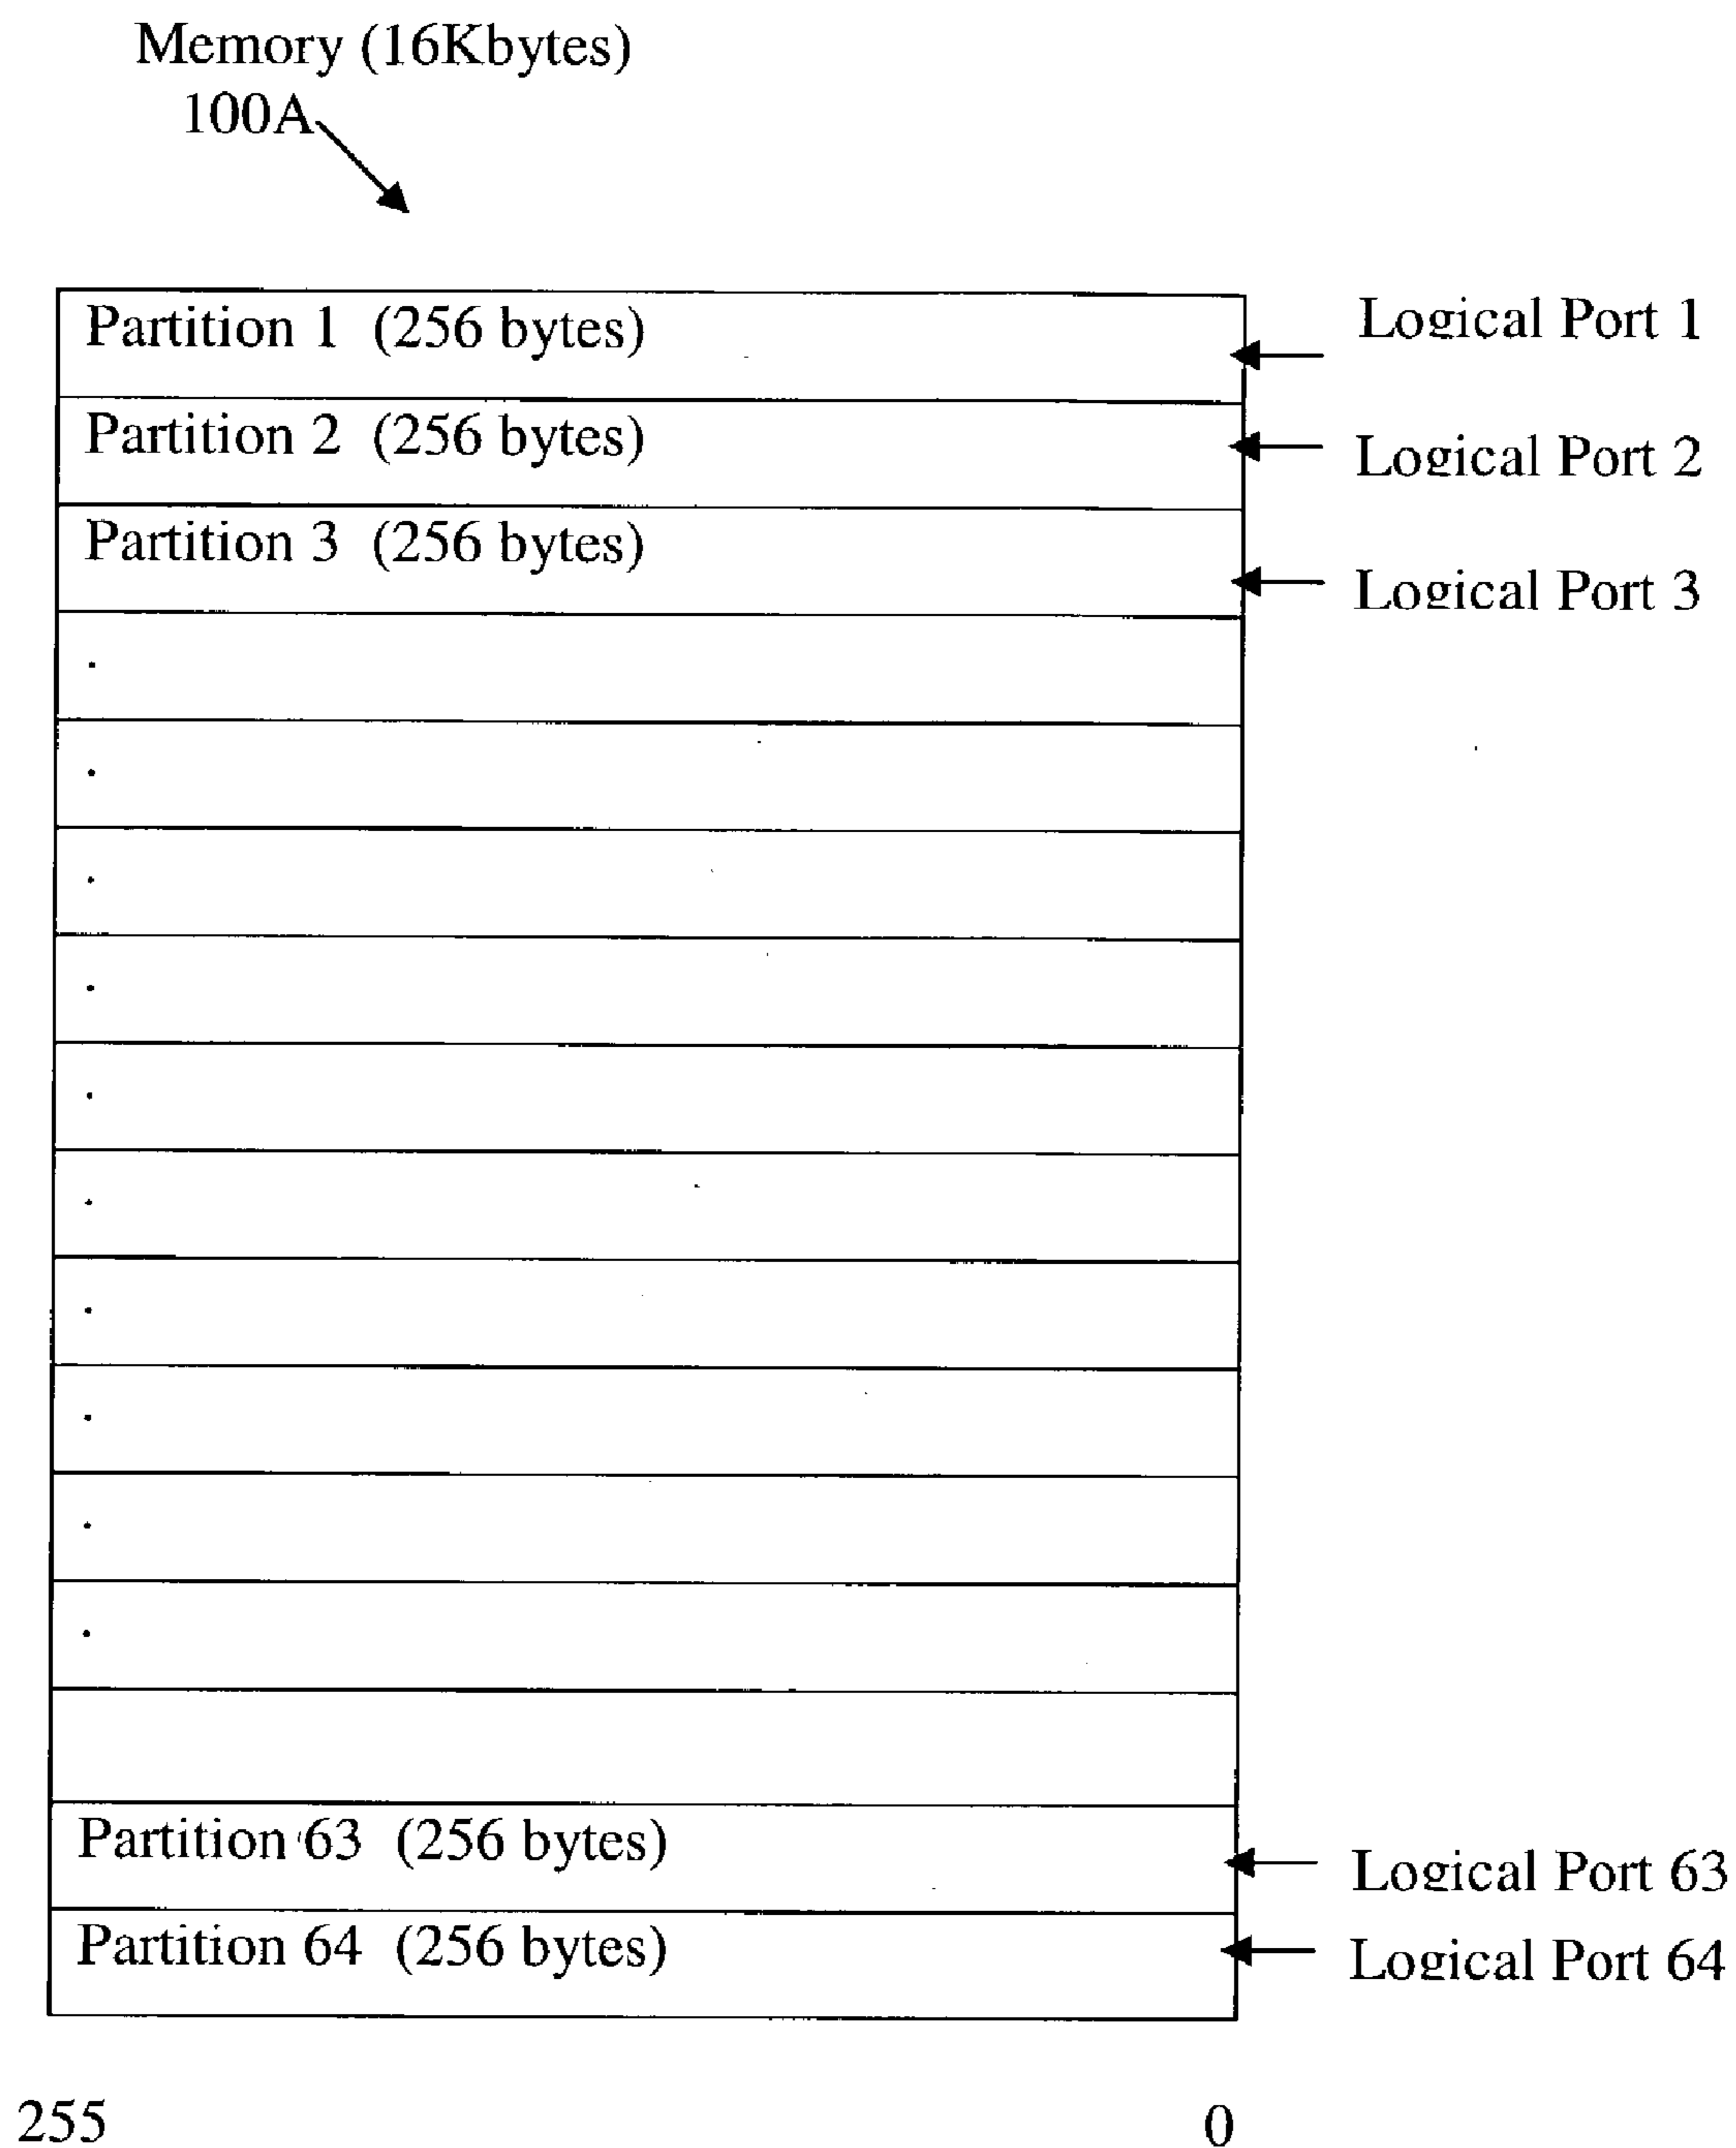 Memory (16Kbytes)
100A
Partition 1 (256 bytes)
Logical Port 1
Partition 2 (256 bytes)
Logical Port 2
Partition 3 (256 bytes)
Logical Port 3
.
.
.
.
.
.
.
.
.
.
Partition 63 (256 bytes)
Logical Port 63
Partition 64 (256 bytes)
Logical Port 64
255 0